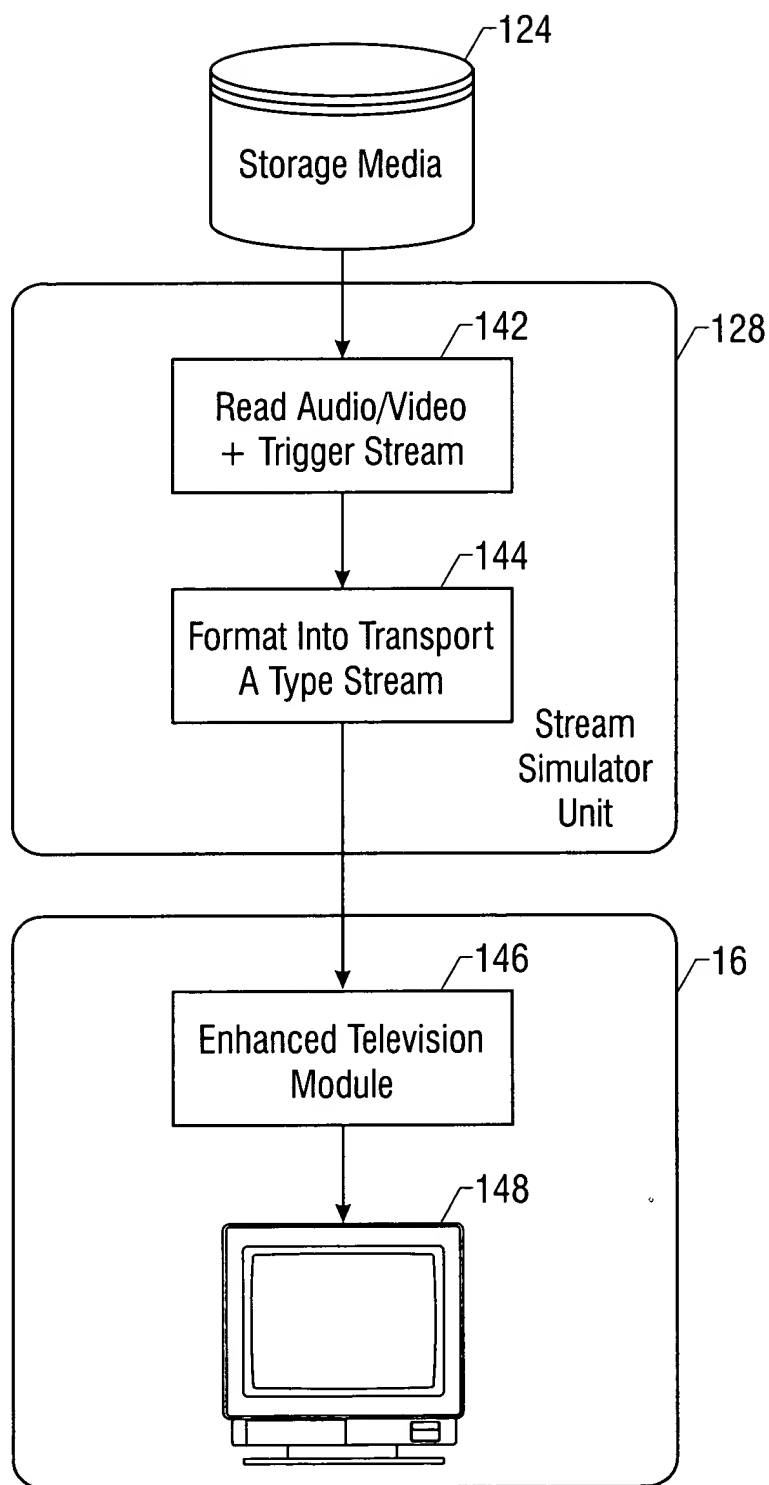 124
Storage Media
128
142
Read Audio/Video
+ Trigger Stream
144
Format Into Transport
A Type Stream
Stream
Simulator
Unit
16
146
Enhanced Television
Module
148